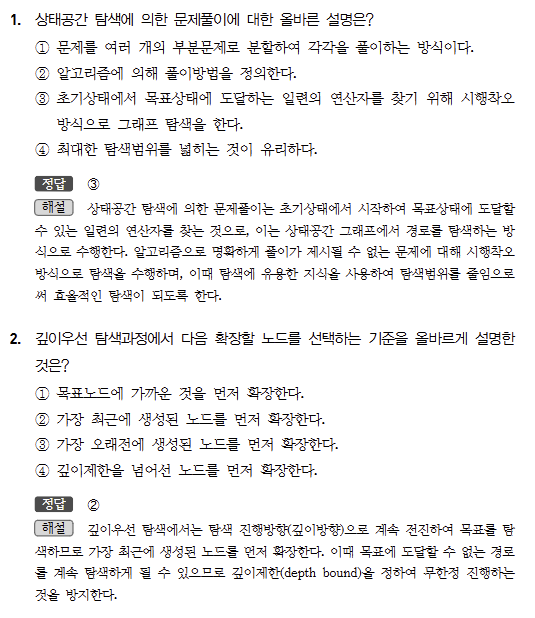 1. 상태공간 탐색에 의한 문제풀이에 대한 올바른 설명은?
① 문제를 여러 개의 부분문제로 분할하여 각각을 풀이하는 방식이다.
② 알고리즘에 의해 풀이방법을 정의한다.
③ 초기상태에서 목표상태에 도달하는 일련의 연산자를 찾기 위해 시행착오
방식으로 그래프 탐색을 한다.
④ 최대한 탐색범위를 넓히는 것이 유리하다.
정답 ③
해설 상태공간 탐색에 의한 문제풀이는 초기상태에서 시작하여 목표상태에 도달할
수 있는 일련의 연산자를 찾는 것으로, 이는 상태공간 그래프에서 경로를 탐색하는 방
식으로 수행한다. 알고리즘으로 명확하게 풀이가 제시될 수 없는 문제에 대해 시행착오
방식으로 탐색을 수행하며, 이때 탐색에 유용한 지식을 사용하여 탐색범위를 줄임으로
써 효율적인 탐색이 되도록 한다.
2. 깊이우선 탐색과정에서 다음 확장할 노드를 선택하는 기준을 올바르게 설명한
것은?
① 목표노드에 가까운 것을 먼저 확장한다.
② 가장 최근에 생성된 노드를 먼저 확장한다.
③ 가장 오래전에 생성된 노드를 먼저 확장한다.
④ 깊이제한을 넘어선 노드를 먼저 확장한다.
정답 ②
해설 깊이우선 탐색에서는 탐색 진행방향(깊이방향)으로 계속 전진하여 목표를 탐
색하므로 가장 최근에 생성된 노드를 먼저 확장한다. 이때 목표에 도달할 수 없는 경로
를 계속 탐색하게 될 수 있으므로 깊이제한(depth bound)을 정하여 무한정 진행하는
것을 방지한다.